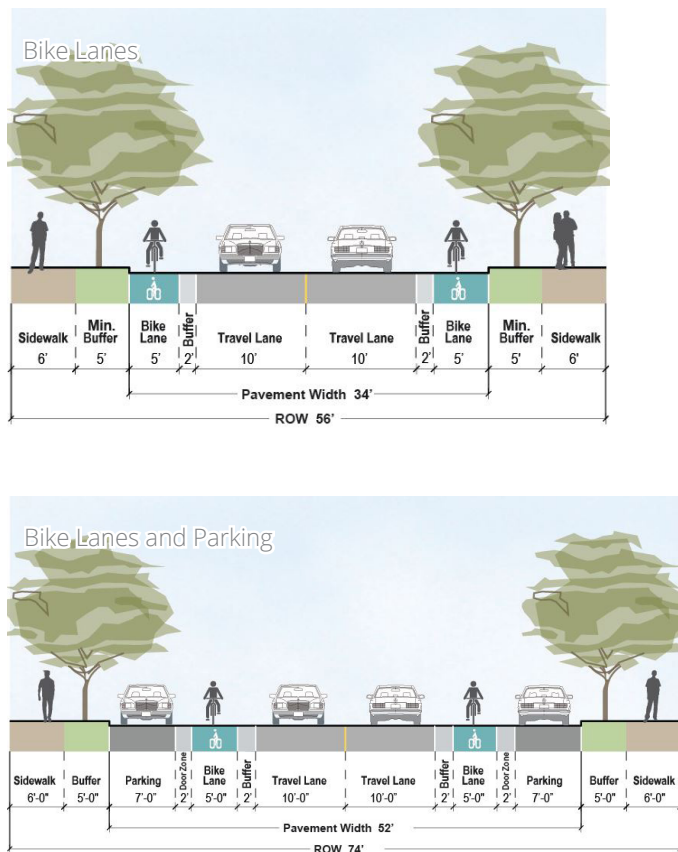 Bike Lanes
Sidewalk
6'
Min.
Buffer
5'
Bike
Lane
5'
Buffer
2'
Travel Lane
10'
Travel Lane
10'
Buffer
2'
Bike
Lane
5'
Min.
Buffer
5'
Sidewalk
6'
Pavement Width 34'
ROW 56'
Bike Lanes and Parking
Sidewalk
6'-0"
Buffer
5'-0"
Parking
7'-0"
Door Zone
2'
Bike
Lane
5'-0"
Buffer
2'
Travel Lane
10'-0"
Travel Lane
10'-0"
Buffer
2'
Bike
Lane
5'-0"
Door Zone
2'
Parking
7'-0"
Buffer
5'-0"
Sidewalk
6'-0"
Pavement Width 52'
ROW 74'